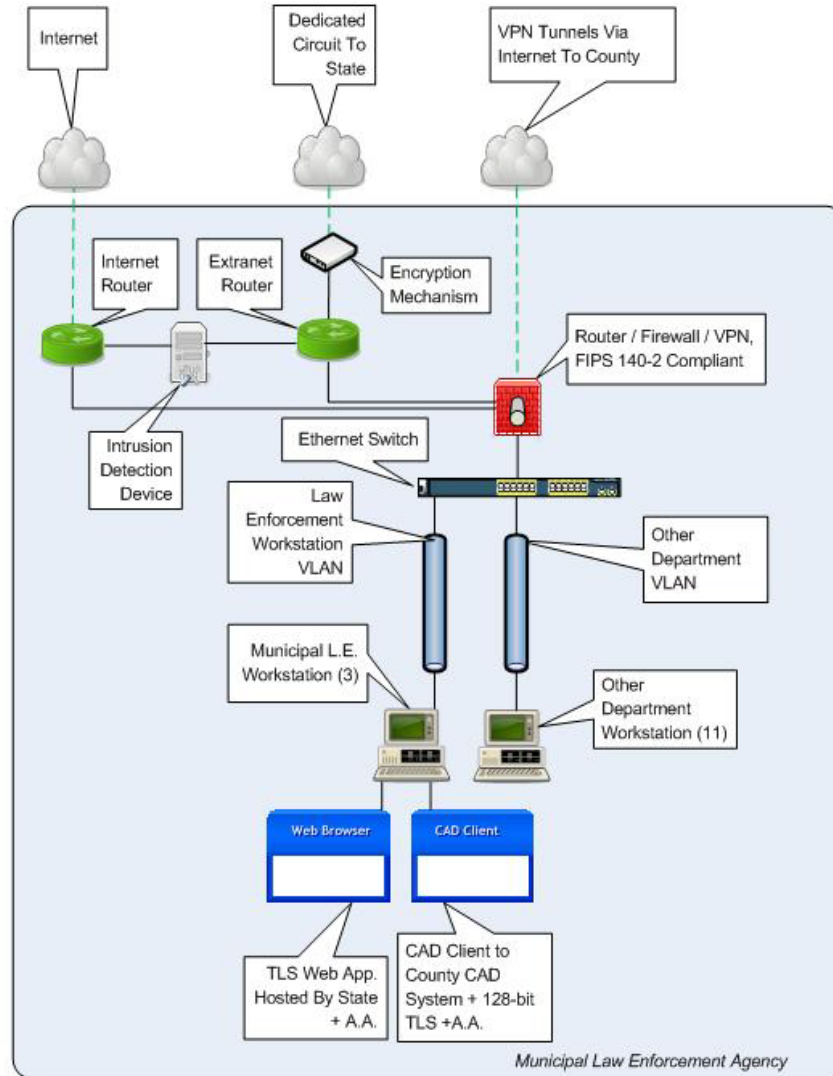 Internet
Dedicated
Circuit To
State
VPN Tunnels Via
Internet To County
Internet
Router
Extranet
Router
Encryption
Mechanism
Router / Firewall / VPN,
FIPS 140-2 Compliant
Intrusion
Detection
Device
Ethernet Switch
Law
Enforcement
Workstation
VLAN
Other
Department
VLAN
Municipal L.E.
Workstation (3)
Other
Department
Workstation (11)
Web Browser
CAD Client
TLS Web App.
Hosted By State
+ A.A.
CAD Client to
County CAD
System + 128-bit
TLS +A.A.
Municipal Law Enforcement Agency